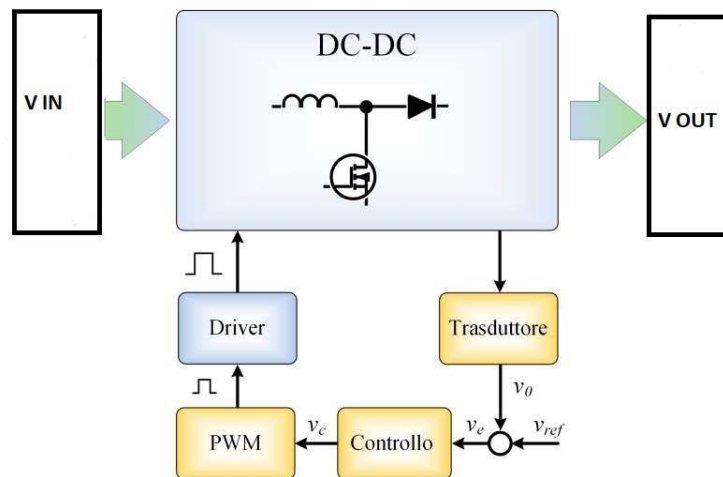 DC-DC
V IN
V OUT
Driver
Trasduttore
v0
vc
ve
vref
PWM
Controllo